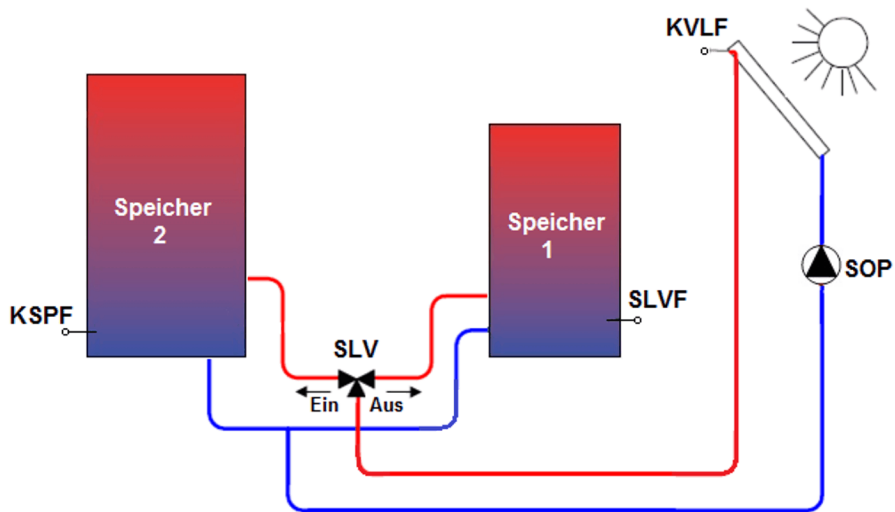 KVLF
Speicher
2
Speicher
1
SOP
KSPF
SLVF
SLV
Ein Aus